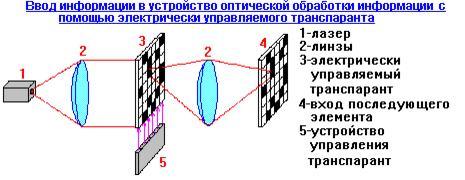 Ввод информации в устройство оптической обработки информации с
помощью электрически управляемого транспаранта
1
2
3
2
4
5
1-лазер
2-линзы
3-электрически
управляемый
транспарант
4-вход последующего
элемента
5-устройство
управления
транспарант